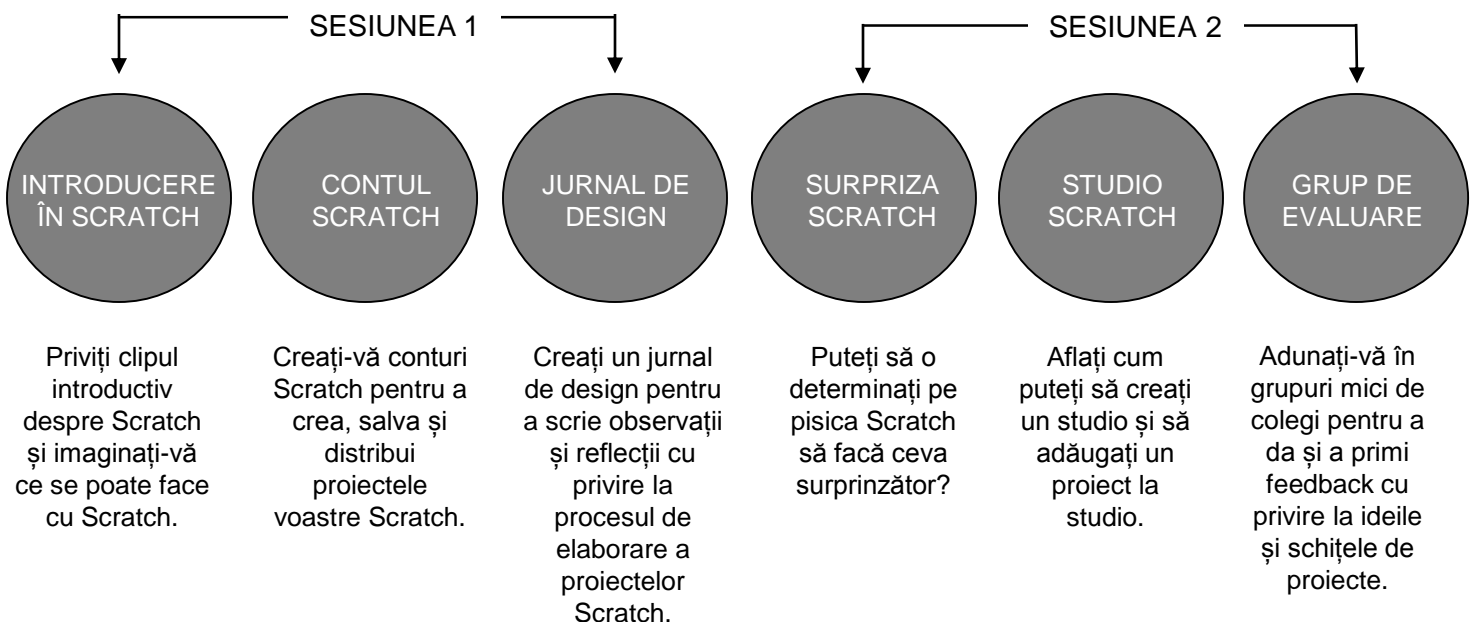 SESIUNEA 1
SESIUNEA 2
INTRODUCERE
ÎN SCRATCH
CONTUL
SCRATCH
JURNAL DE
DESIGN
SURPRIZA
SCRATCH
STUDIO
SCRATCH
GRUP DE
EVALUARE
Priviți clipul
introductiv
despre Scratch
și imaginați-vă
ce se poate face
cu Scratch.
Creați-vă conturi
Scratch pentru a
crea, salva și
distribui
proiectele
voastre Scratch.
Creați un jurnal
de design pentru
a scrie observații
și reflecții cu
privire la
procesul de
elaborare a
proiectelor
Scratch.
Puteți să o
determinați pe
pisica Scratch
să facă ceva
surprinzător?
Aflați cum
puteți să creați
un studio și să
adăugați un
proiect la
studio.
Adunați-vă în
grupuri mici de
colegi pentru a
da și a primi
feedback cu
privire la ideile
și schițele de
proiecte.